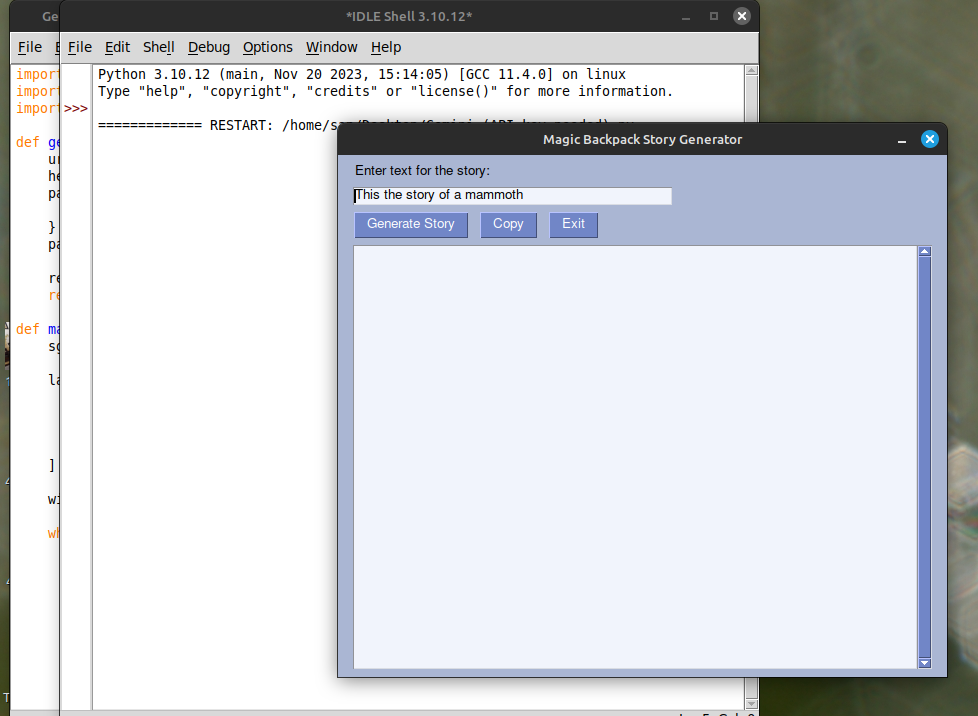 Ge
*IDLE Shell 3.10.12*
File
File Edit Shell Debug Options Window Help
import
import
import
def ge
ur
he
pa
}
pa
re
re
def ma
sg
la
]
wi
wh
Python 3.10.12 (main, Nov 20 2023, 15:14:05) [GCC 11.4.0] on linux
Type "help", "copyright", "credits" or "license()" for more information.
>>>
============= RESTART:
Magic Backpack Story Generator
Enter text for the story:
This the story of a mammoth
Generate Story Copy Exit